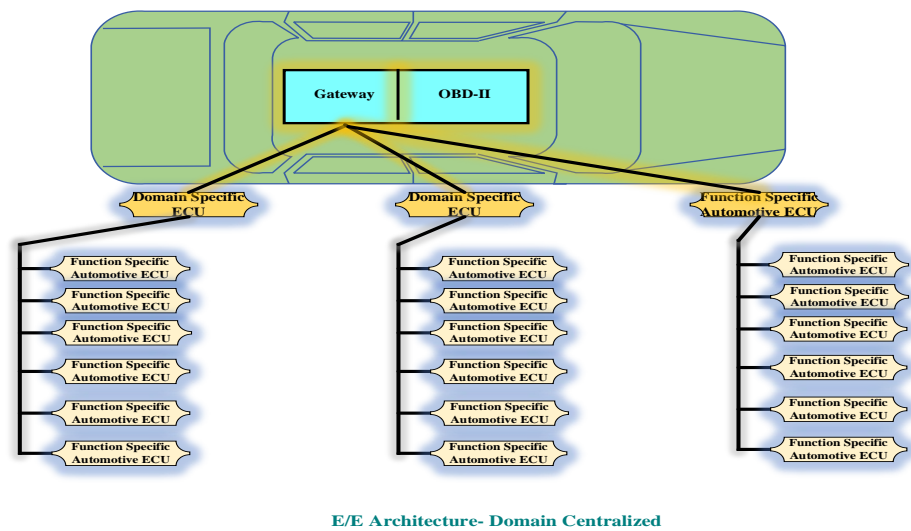 Gateway
OBD-II
Domain Specific
ECU
Domain Specific
ECU
Function Specific
Automotive ECU
Function Specific
Automotive ECU
Function Specific
Automotive ECU
Function Specific
Automotive ECU
Function Specific
Automotive ECU
Function Specific
Automotive ECU
Function Specific
Automotive ECU
Function Specific
Automotive ECU
Function Specific
Automotive ECU
Function Specific
Automotive ECU
Function Specific
Automotive ECU
Function Specific
Automotive ECU
Function Specific
Automotive ECU
Function Specific
Automotive ECU
Function Specific
Automotive ECU
Function Specific
Automotive ECU
Function Specific
Automotive ECU
Function Specific
Automotive ECU
Function Specific
Automotive ECU
E/E Architecture- Domain Centralized